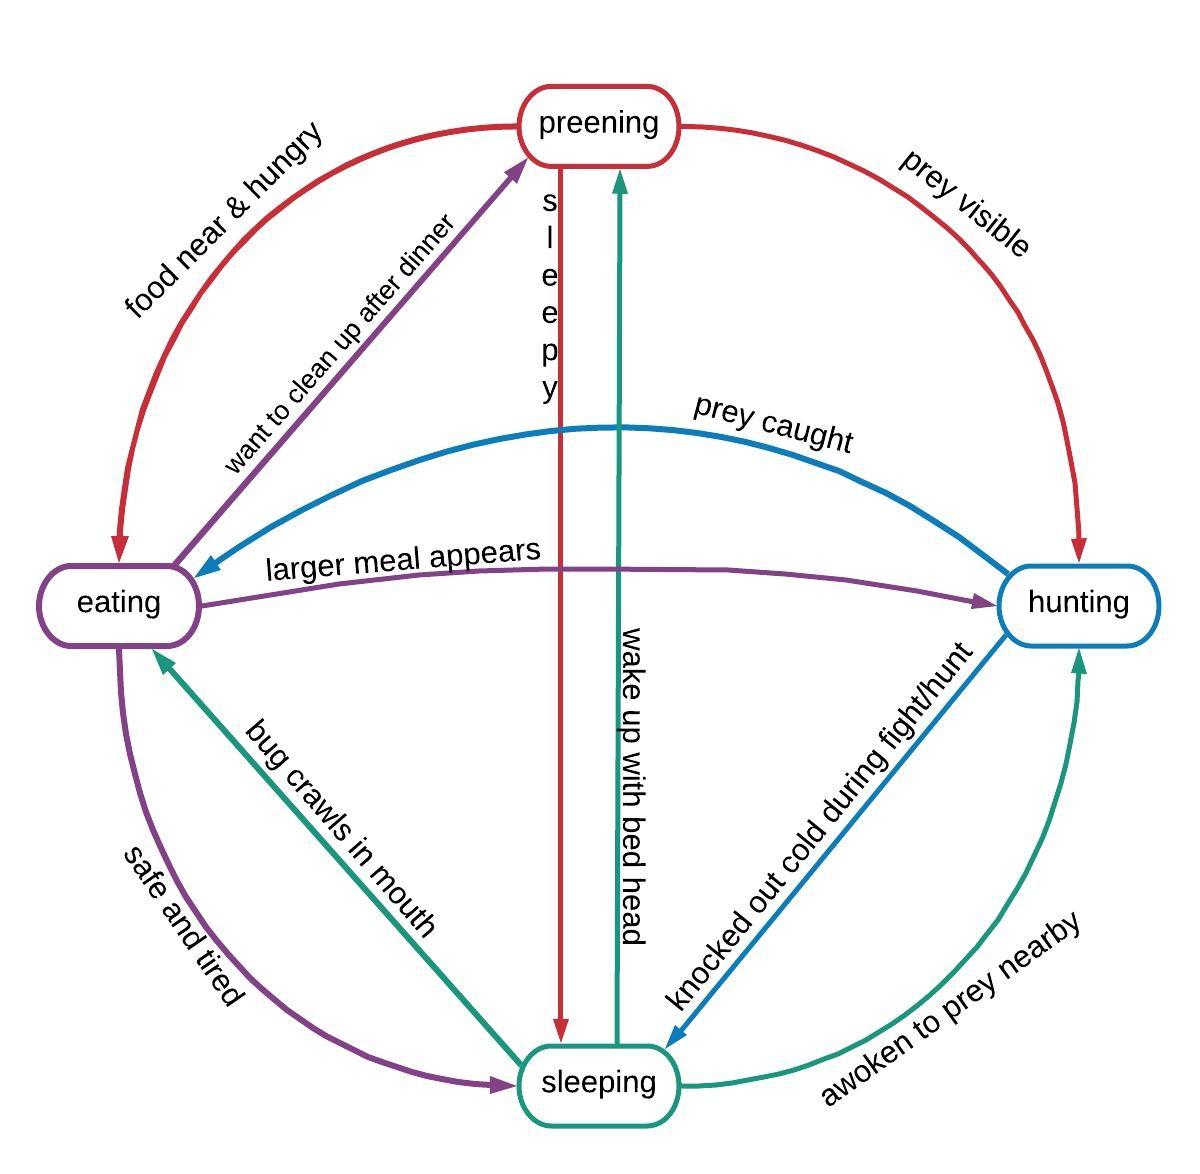 preening
food near & hungry
prey visible
want to clean up after dinner
sleepy
prey caught
larger meal appears
eating
hunting
wake up with bed head
bug crawls in mouth
knocked out cold during fight/hunt
safe and tired
awoken to prey nearby
sleeping